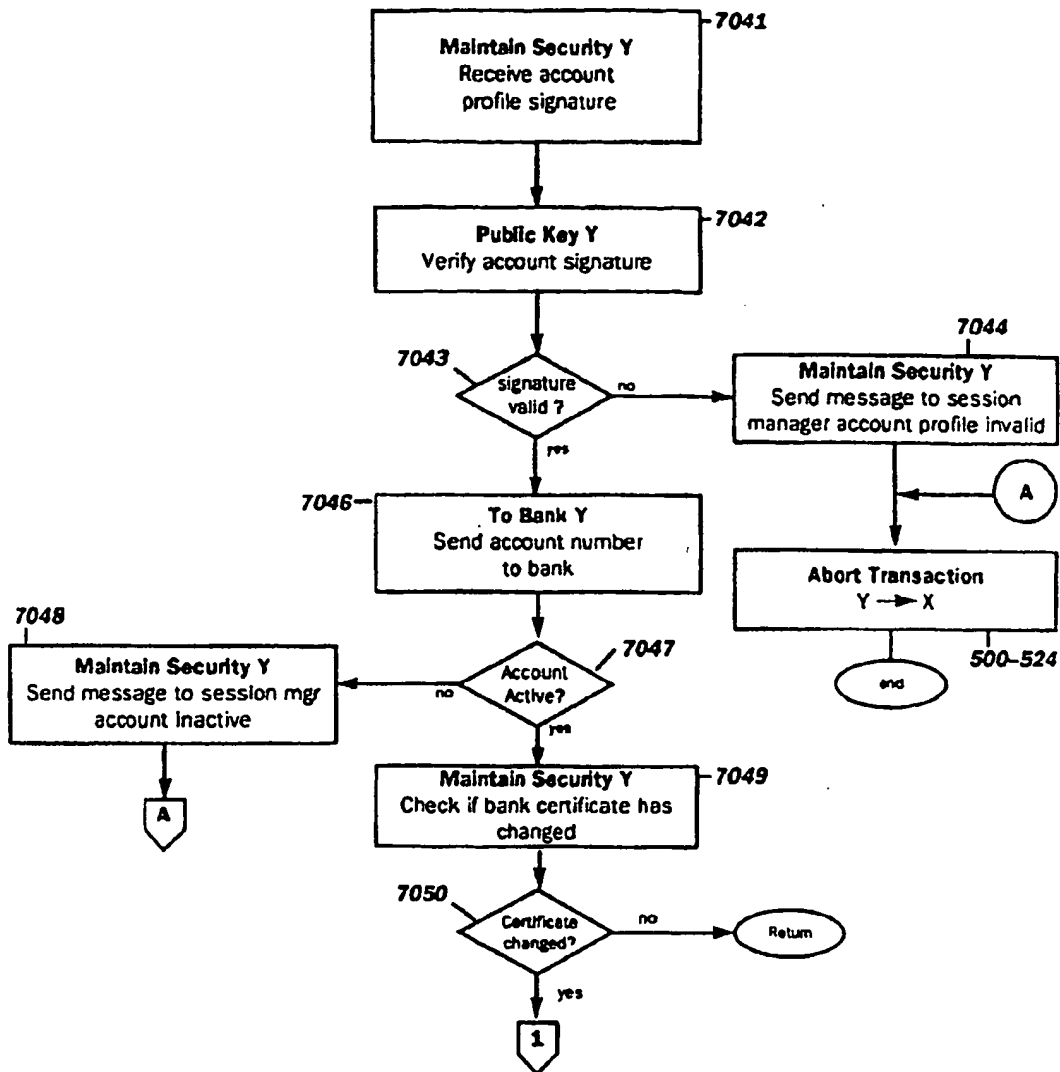 7041
Maintain Security Y
Receive account
profile signature
7042
Public Key Y
Verify account signature
7043
signature
valid ?
no
yes
7044
Maintain Security Y
Send message to session
manager account profile invalid
A
Abort Transaction
Y → X
500-524
end
7046
To Bank Y
Send account number
to bank
7047
Account
Active?
no
yes
7048
Maintain Security Y
Send message to session mgr
account inactive
A
7049
Maintain Security Y
Check if bank certificate has
changed
7050
Certificate
changed?
no
Return
yes
1